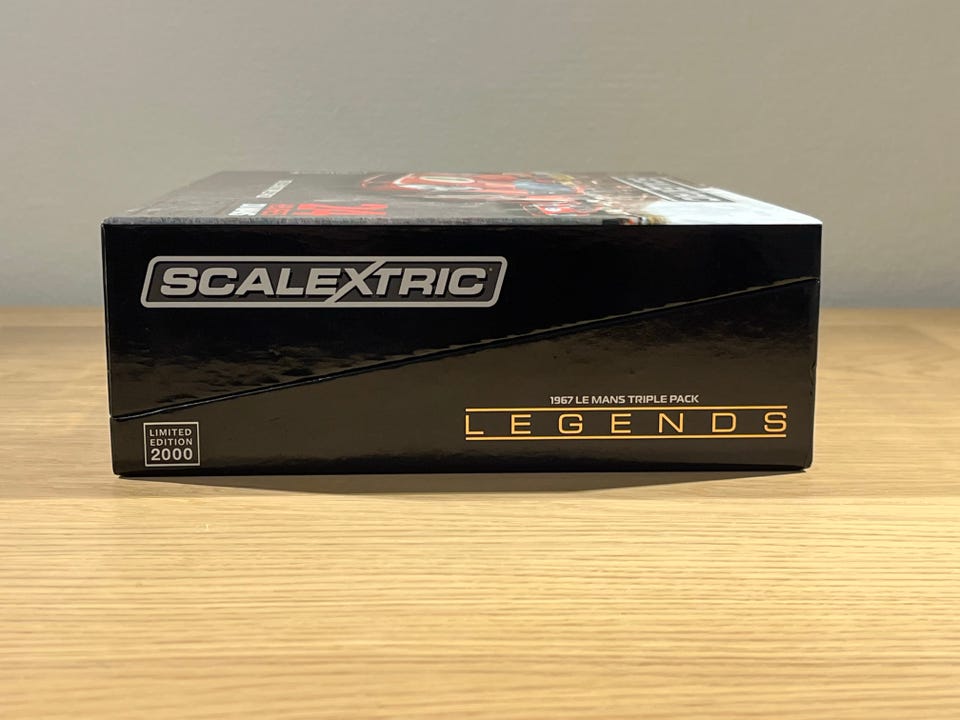 SCALEXTRIC
1967 LE MANS TRIPLE PACK
LEGENDS
LIMITED
EDITION
2000